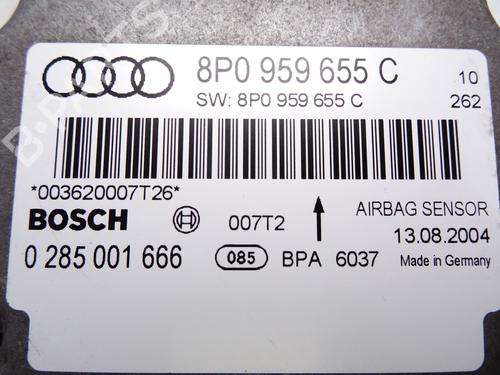 8P0 959 655 C 10
SW: 8P0 959 655 C 262
*003620007T26*
BOSCH 007T2 AIRBAG SENSOR
13.08.2004
0 285 001 666 085 BPA 6037 Made in Germany
B-PARTS